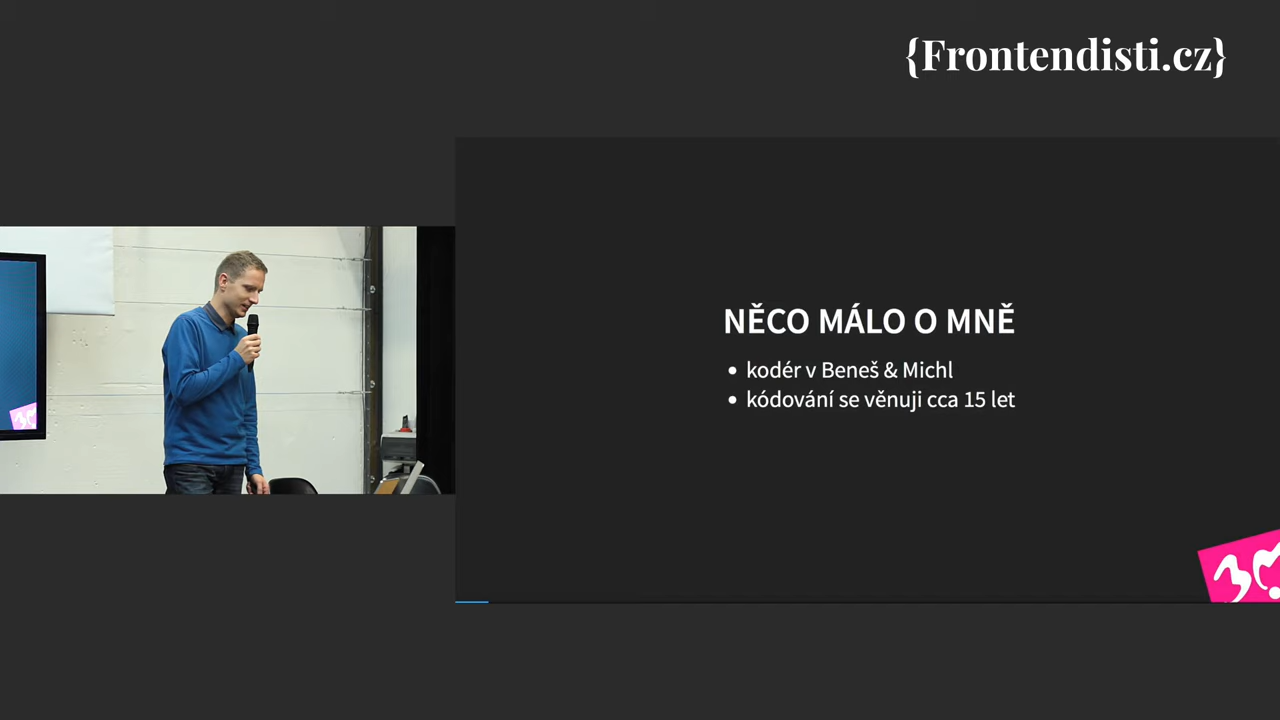 {Frontendisti.cz}
NĚCO MÁLO O MNĚ
kodér v Beneš & Michl
kódování se věnuji cca 15 let